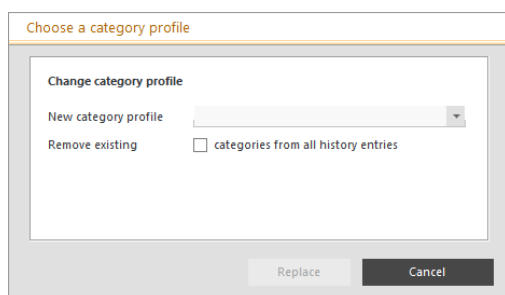 Choose a category profile
Change category profile
New category profile
Remove existing categories from all history entries
Replace Cancel